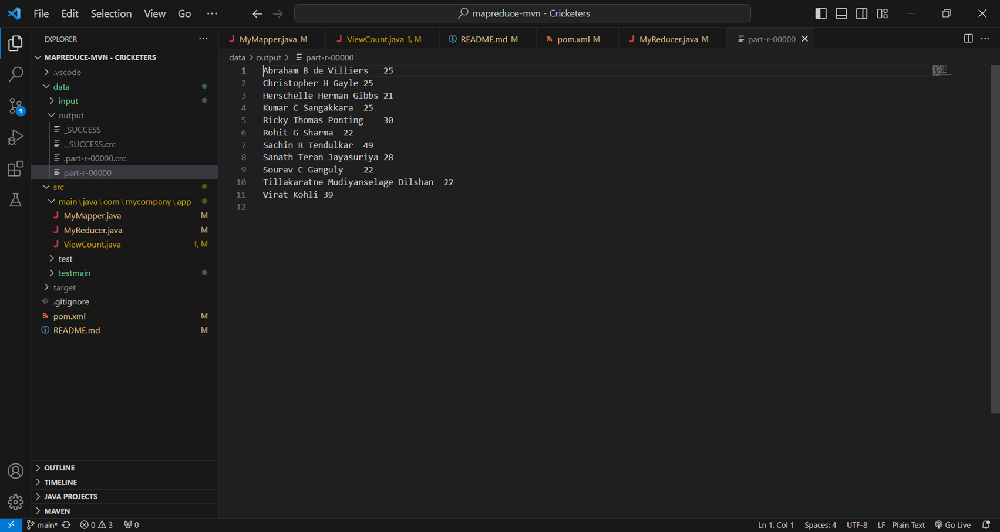 File Edit Selection View Go ···
mapreduce-mvn - Cricketers
EXPLORER
MyMapper.java M
ViewCount.java 1, M
README.md M
pom.xml M
MyReducer.java M
part-r-00000
MAPREDUCE-MVN - CRICKETERS
.vscode
data
input
output
_SUCCESS
._SUCCESS.crc
.part-r-00000.crc
part-r-00000
src
main\java\com\mycompany\app
MyMapper.java M
MyReducer.java M
ViewCount.java 1, M
test
testmain
target
.gitignore
pom.xml M
README.md M
OUTLINE
TIMELINE
JAVA PROJECTS
MAVEN
9
data > output > part-r-00000
1 Abraham B de Villiers 25
2 Christopher H Gayle 25
3 Herschelle Herman Gibbs 21
4 Kumar C Sangakkara 25
5 Ricky Thomas Ponting 30
6 Rohit G Sharma 22
7 Sachin R Tendulkar 49
8 Sanath Teran Jayasuriya 28
9 Sourav C Ganguly 22
10 Tillakaratne Mudiyanselage Dilshan 22
11 Virat Kohli 39
12
main* 0 3 0
Ln 1, Col 1 Spaces: 4 UTF-8 LF Plain Text Go Live